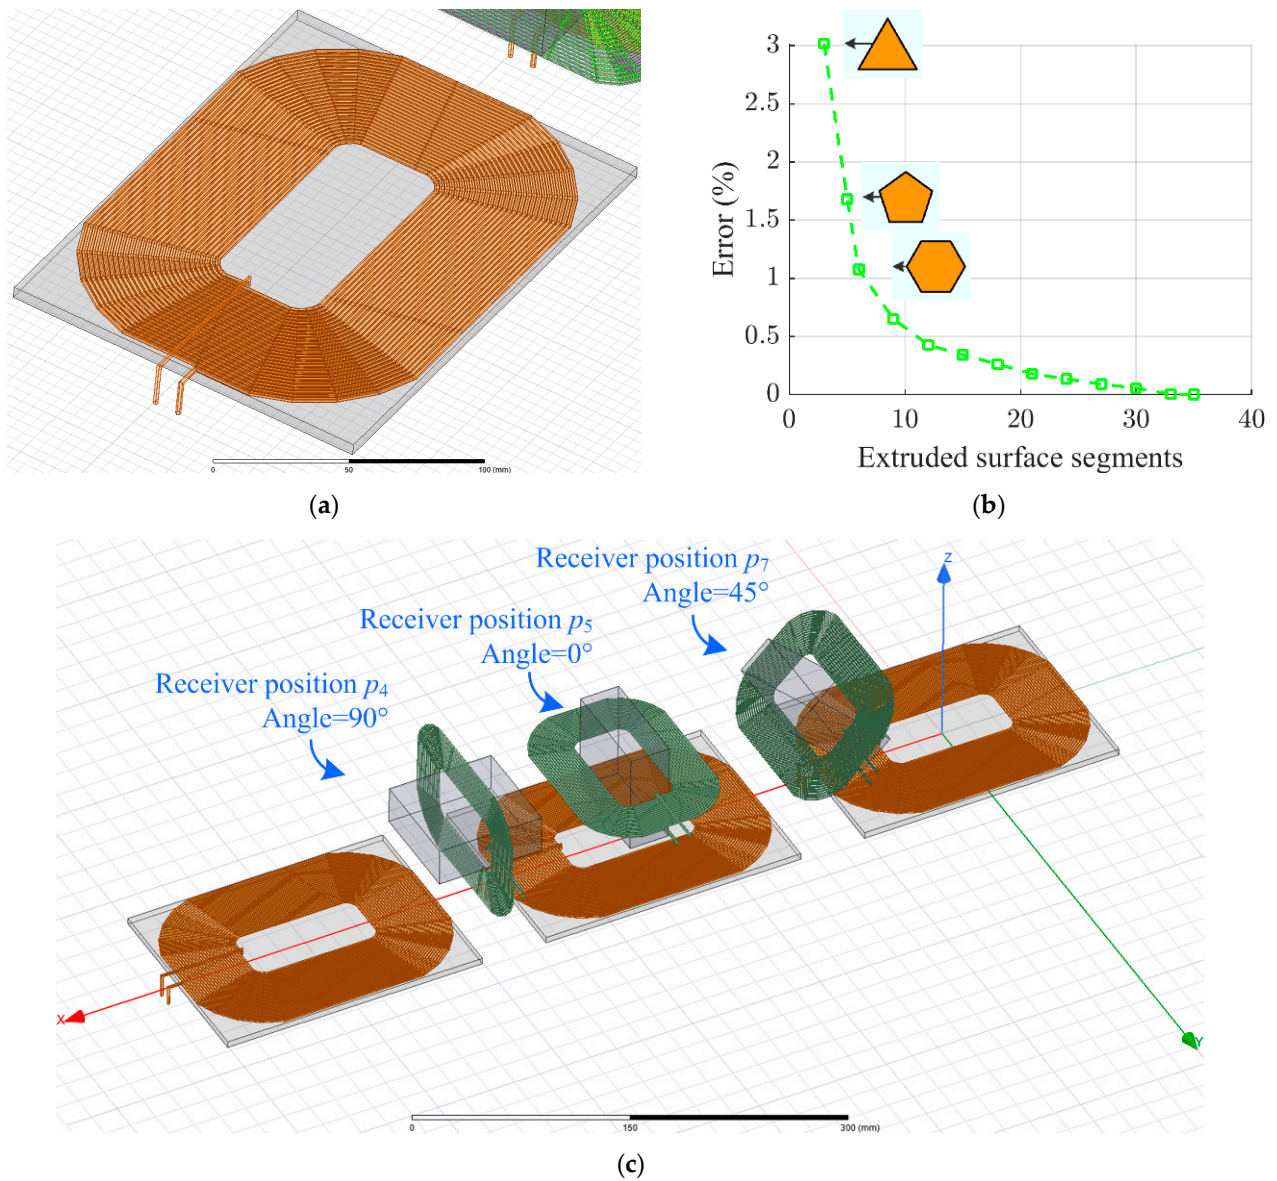 0
50
100 (mm)
(a)
3
2.5
2
1.5
1
0.5
0
Error (%)
0 10 20 30 40
Extruded surface segments
(b)
Receiver position p7
Angle=45°
Receiver position p5
Angle=0°
Receiver position p4
Angle=90°
Z
X
Y
0
150
300 (mm)
(c)